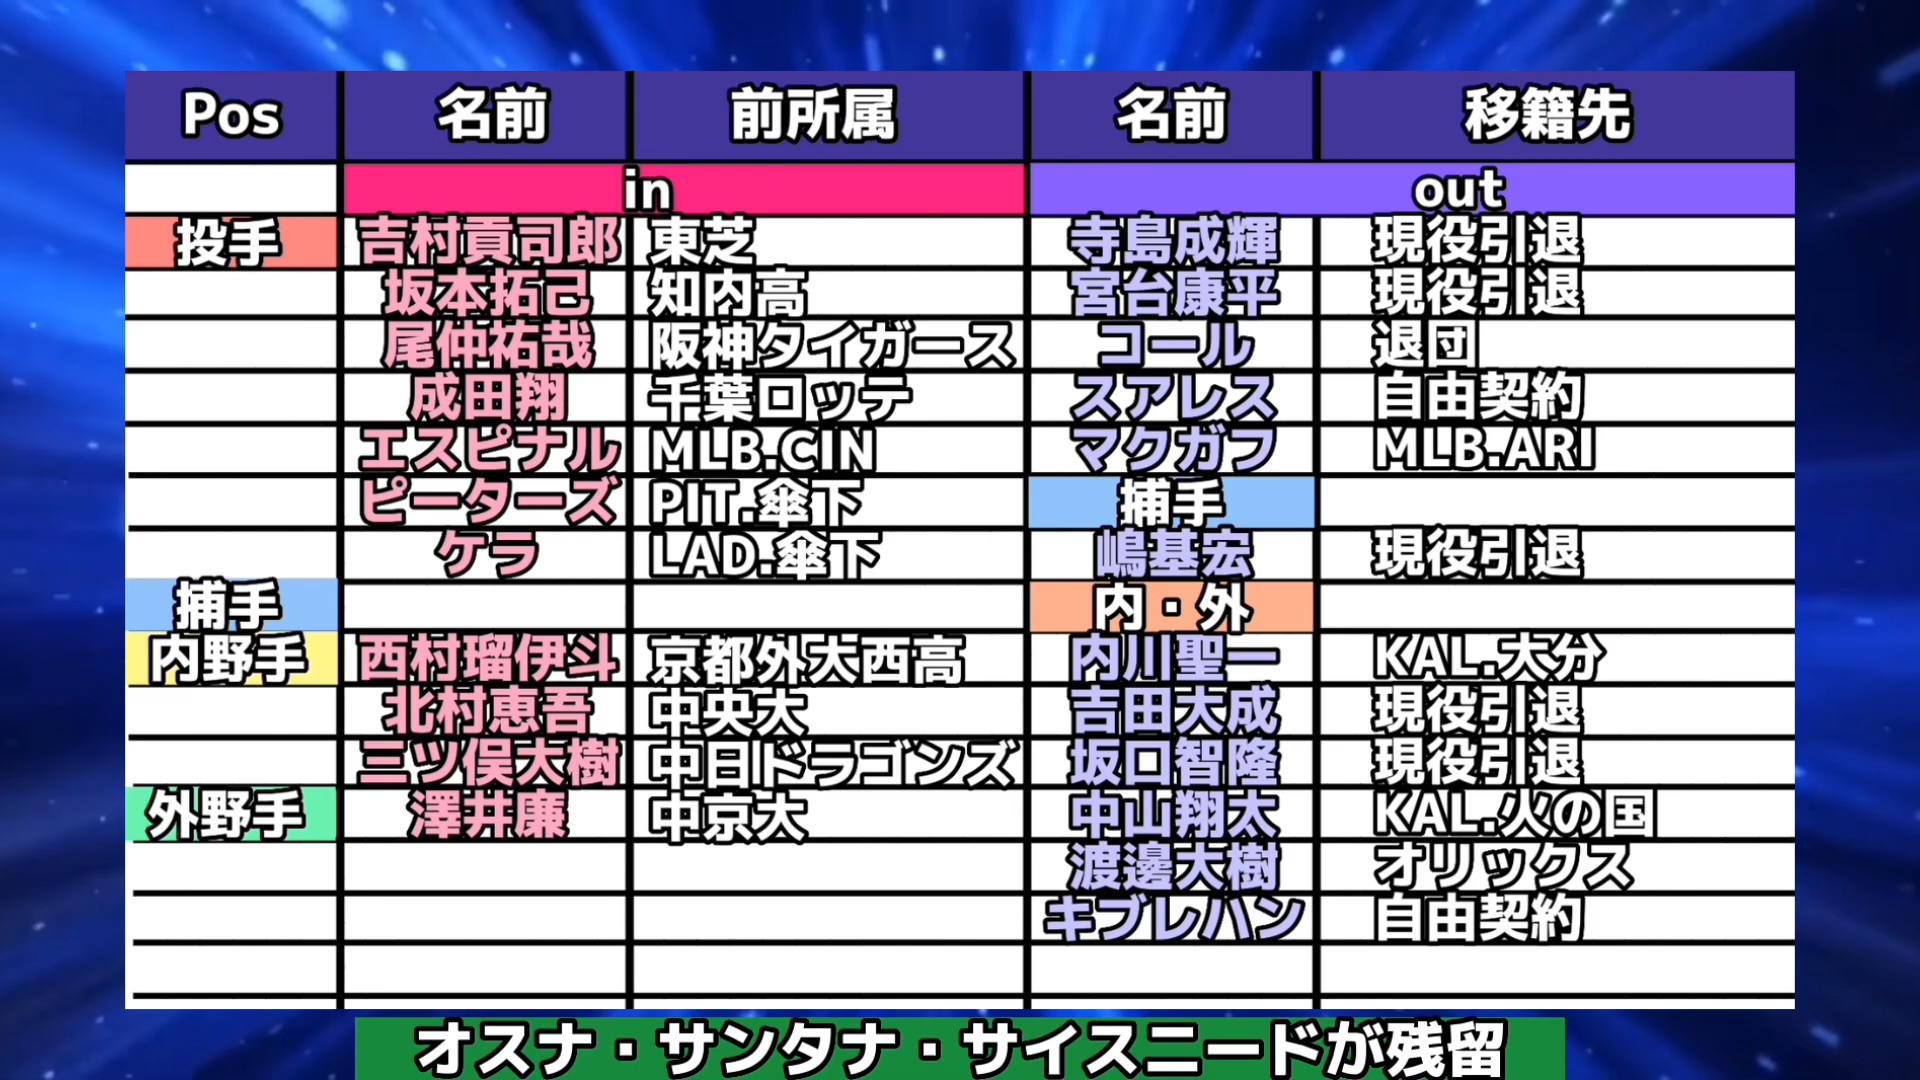 Pos 名前 前所属 名前 移籍先
in out
投手 吉村貢司郎 東芝 寺島成輝 現役引退
坂本拓己 知内高 宮台康平 現役引退
尾仲祐哉 阪神タイガース コール 退団
成田翔 千葉ロッテ スアレス 自由契約
エスピナル MLB.CIN マクガフ MLB.ARI
ピーターズ PIT.傘下 捕手
ケラ LAD.傘下 嶋基宏 現役引退
捕手 内・外
内野手 西村瑠伊斗 京都外大西高 内川聖一 KAL.大分
北村恵吾 中央大 吉田大成 現役引退
三ツ俣大樹 中日ドラゴンズ 坂口智隆 現役引退
外野手 澤井廉 中京大 中山翔太 KAL.火の国
渡邊大樹 オリックス
キブレハン 自由契約
オスナ・サンタナ・サイスニードが残留